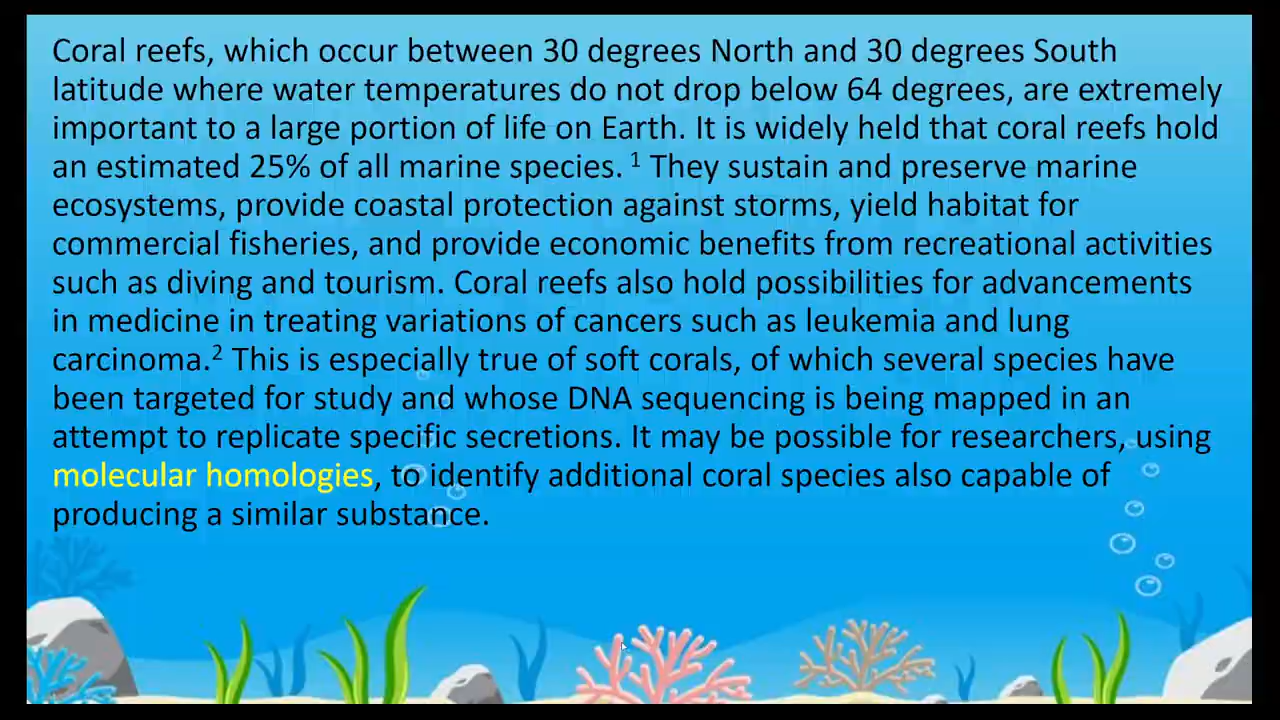 Coral reefs, which occur between 30 degrees North and 30 degrees South
latitude where water temperatures do not drop below 64 degrees, are extremely
important to a large portion of life on Earth. It is widely held that coral reefs hold
an estimated 25% of all marine species. ¹ They sustain and preserve marine
ecosystems, provide coastal protection against storms, yield habitat for
commercial fisheries, and provide economic benefits from recreational activities
such as diving and tourism. Coral reefs also hold possibilities for advancements
in medicine in treating variations of cancers such as leukemia and lung
carcinoma.² This is especially true of soft corals, of which several species have
been targeted for study and whose DNA sequencing is being mapped in an
attempt to replicate specific secretions. It may be possible for researchers, using
molecular homologies, to identify additional coral species also capable of
producing a similar substance.